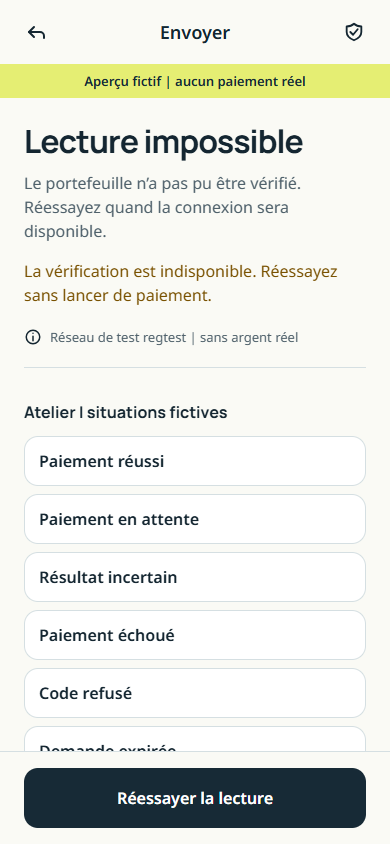 Envoyer
Aperçu fictif | aucun paiement réel
Lecture impossible
Le portefeuille n’a pas pu être vérifié.
Réessayez quand la connexion sera
disponible.
La vérification est indisponible. Réessayez
sans lancer de paiement.
Réseau de test regtest | sans argent réel
Atelier | situations fictives
Paiement réussi
Paiement en attente
Résultat incertain
Paiement échoué
Code refusé
Demande expirée
Réessayer la lecture